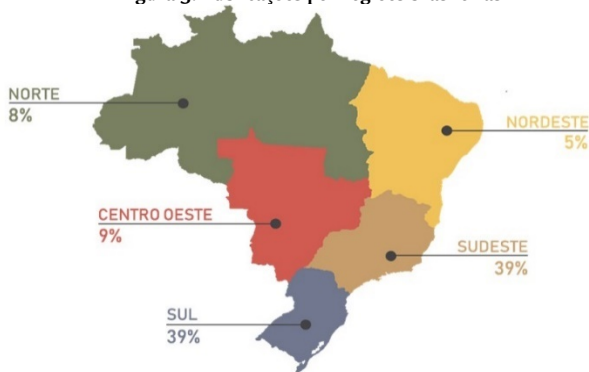 NORTE
8%
NORDESTE
5%
CENTRO OESTE
9%
SUDESTE
39%
SUL
39%